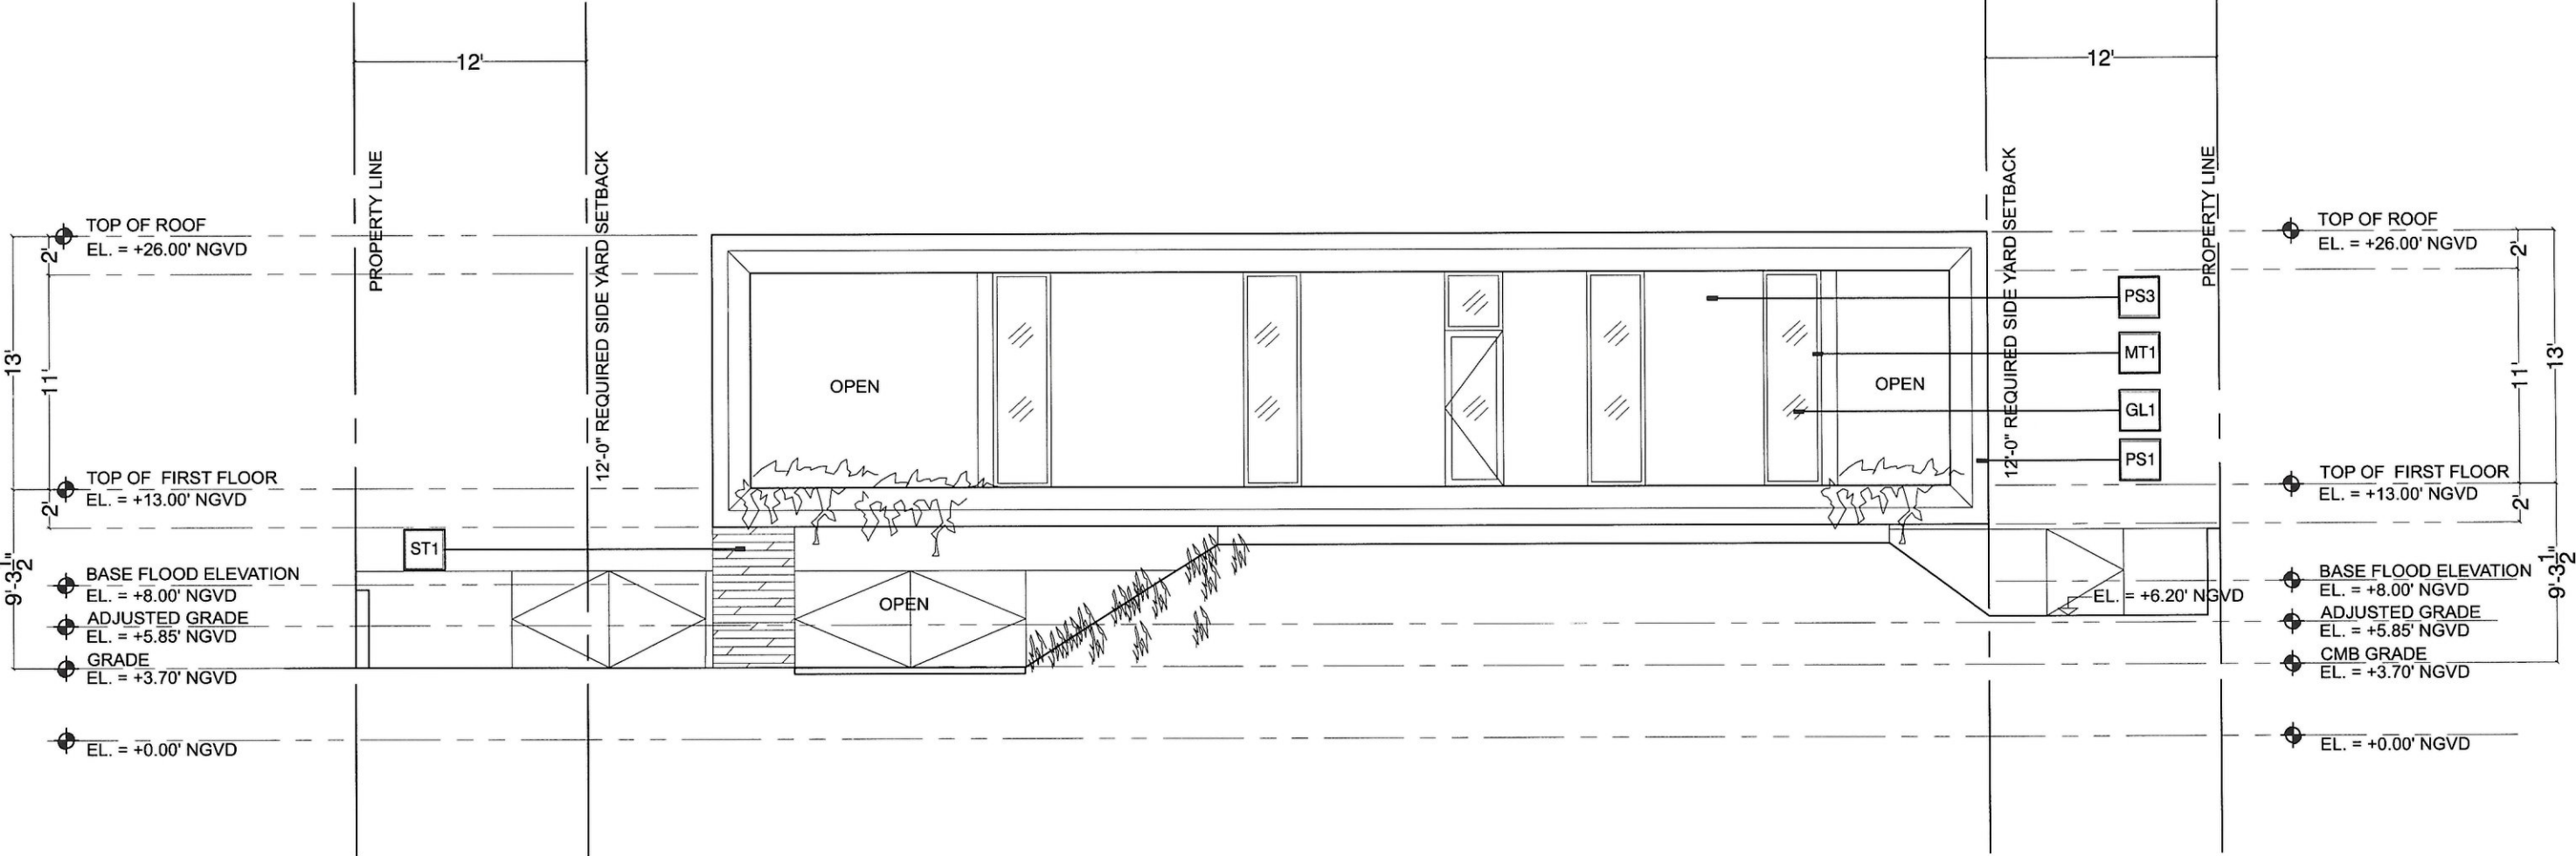 12'
12'
PROPERTY LINE
12'-0" REQUIRED SIDE YARD SETBACK
12'-0" REQUIRED SIDE YARD SETBACK
PROPERTY LINE
TOP OF ROOF
EL. = +26.00' NGVD
2'
13'
11'
TOP OF FIRST FLOOR
EL. = +13.00' NGVD
2'
9'-3 1/2"
BASE FLOOD ELEVATION
EL. = +8.00' NGVD
ADJUSTED GRADE
EL. = +5.85' NGVD
GRADE
EL. = +3.70' NGVD
EL. = +0.00' NGVD
ST1
OPEN
OPEN
OPEN
PS3
MT1
GL1
PS1
EL. = +6.20' NGVD
TOP OF ROOF
EL. = +26.00' NGVD
2'
13'
11'
TOP OF FIRST FLOOR
EL. = +13.00' NGVD
2'
9'-3 1/2"
BASE FLOOD ELEVATION
EL. = +8.00' NGVD
ADJUSTED GRADE
EL. = +5.85' NGVD
CMB GRADE
EL. = +3.70' NGVD
EL. = +0.00' NGVD